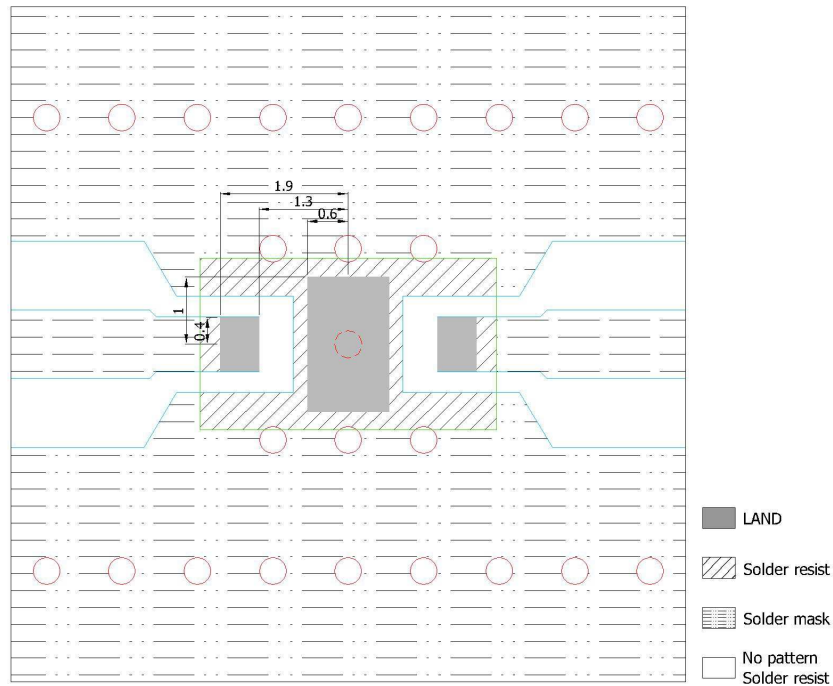 1.9
1.3
0.6
1
0.4
LAND
Solder resist
Solder mask
No pattern
Solder resist